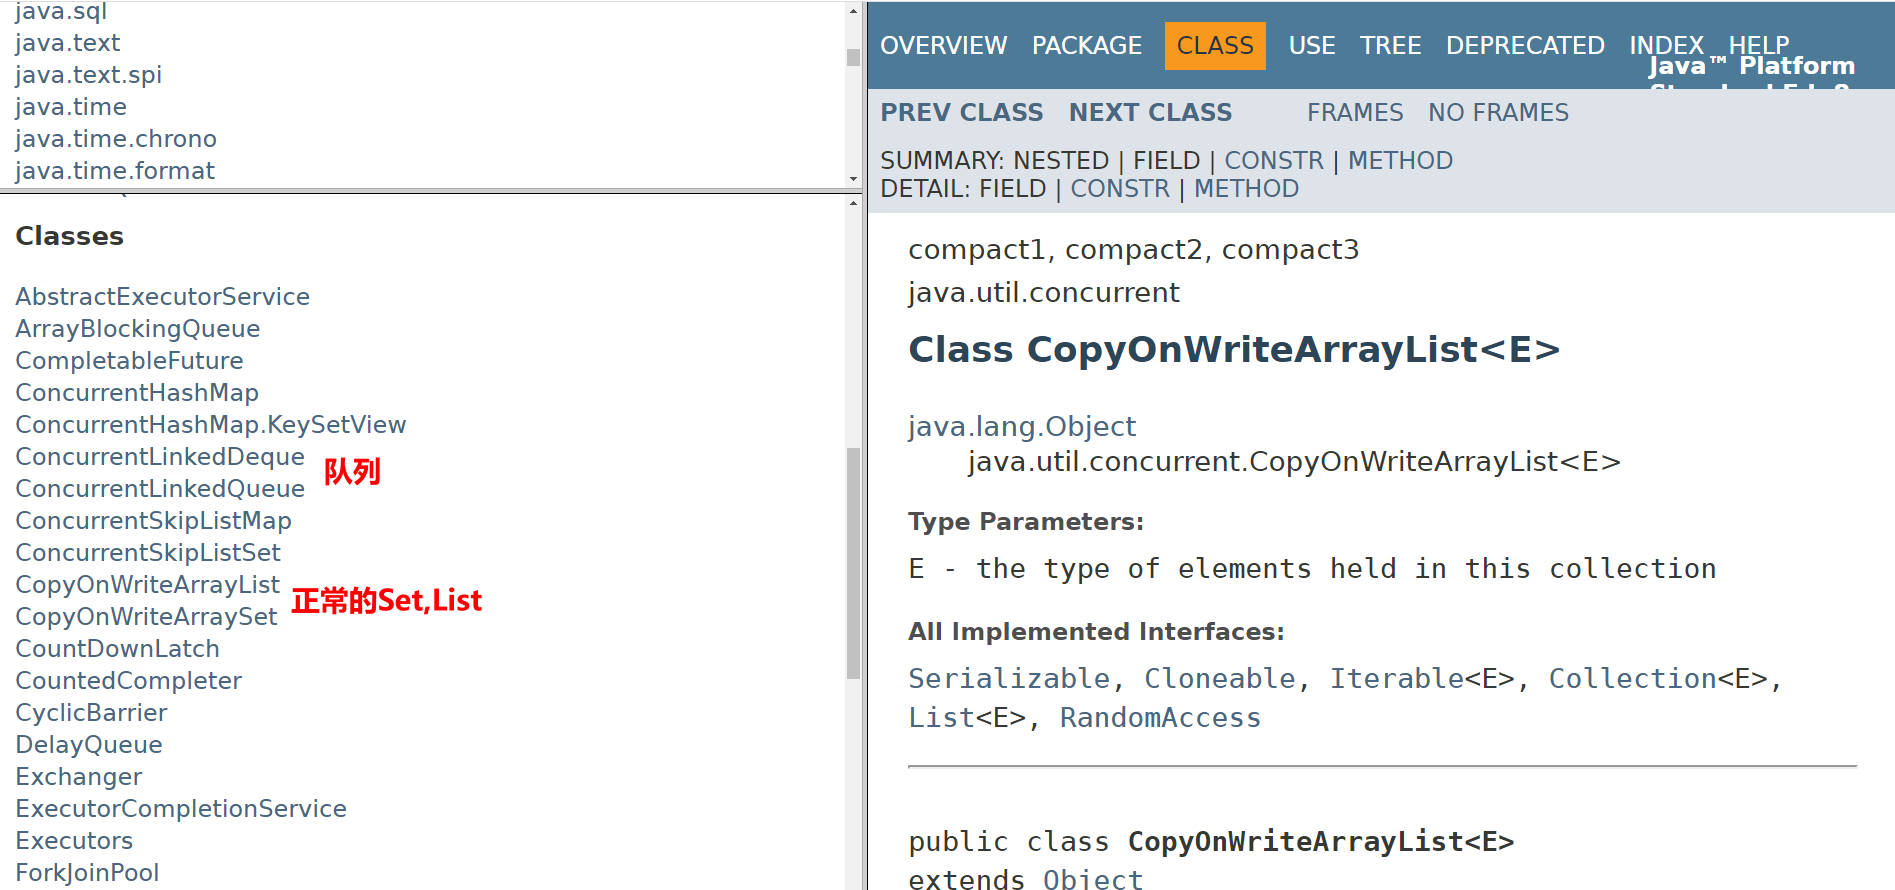 java.sql
java.text
java.text.spi
java.time
java.time.chrono
java.time.format
Classes
AbstractExecutorService
ArrayBlockingQueue
CompletableFuture
ConcurrentHashMap
ConcurrentHashMap.KeySetView
ConcurrentLinkedDeque
队列
ConcurrentLinkedQueue
ConcurrentSkipListMap
ConcurrentSkipListSet
CopyOnWriteArrayList
正常的Set,List
CopyOnWriteArraySet
CountDownLatch
CountedCompleter
CyclicBarrier
DelayQueue
Exchanger
ExecutorCompletionService
Executors
ForkJoinPool
OVERVIEW PACKAGE CLASS USE TREE DEPRECATED INDEX HELP
Java™ Platform
PREV CLASS NEXT CLASS FRAMES NO FRAMES
SUMMARY: NESTED | FIELD | CONSTR | METHOD
DETAIL: FIELD | CONSTR | METHOD
compact1, compact2, compact3
java.util.concurrent
Class CopyOnWriteArrayList<E>
java.lang.Object
java.util.concurrent.CopyOnWriteArrayList<E>
Type Parameters:
E - the type of elements held in this collection
All Implemented Interfaces:
Serializable, Cloneable, Iterable<E>, Collection<E>,
List<E>, RandomAccess
public class CopyOnWriteArrayList<E>
extends Object